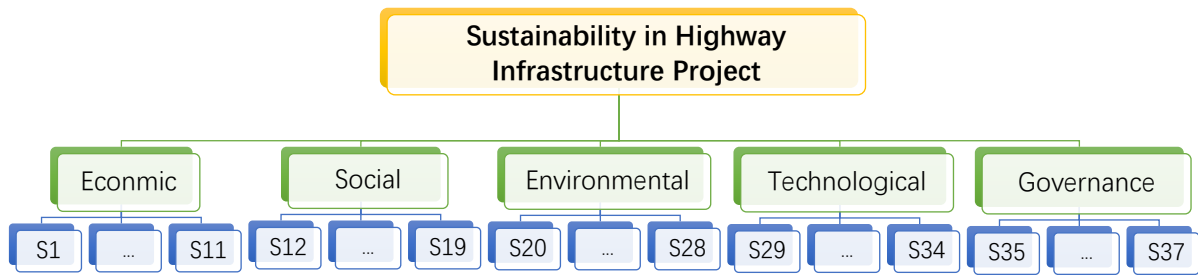 Sustainability in Highway
Infrastructure Project
Econmic Social Environmental Technological Governance
S1 ... S11 S12 ... S19 S20 ... S28 S29 ... S34 S35 ... S37